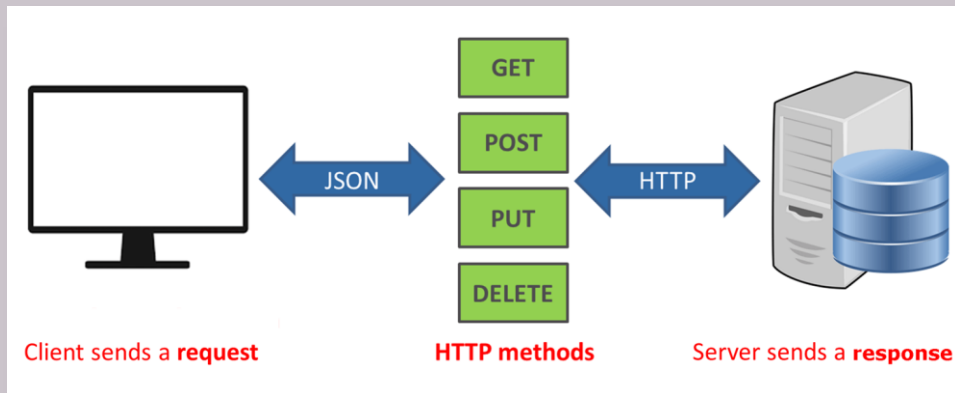 GET
POST
JSON
HTTP
PUT
DELETE
Client sends a request
HTTP methods
Server sends a response